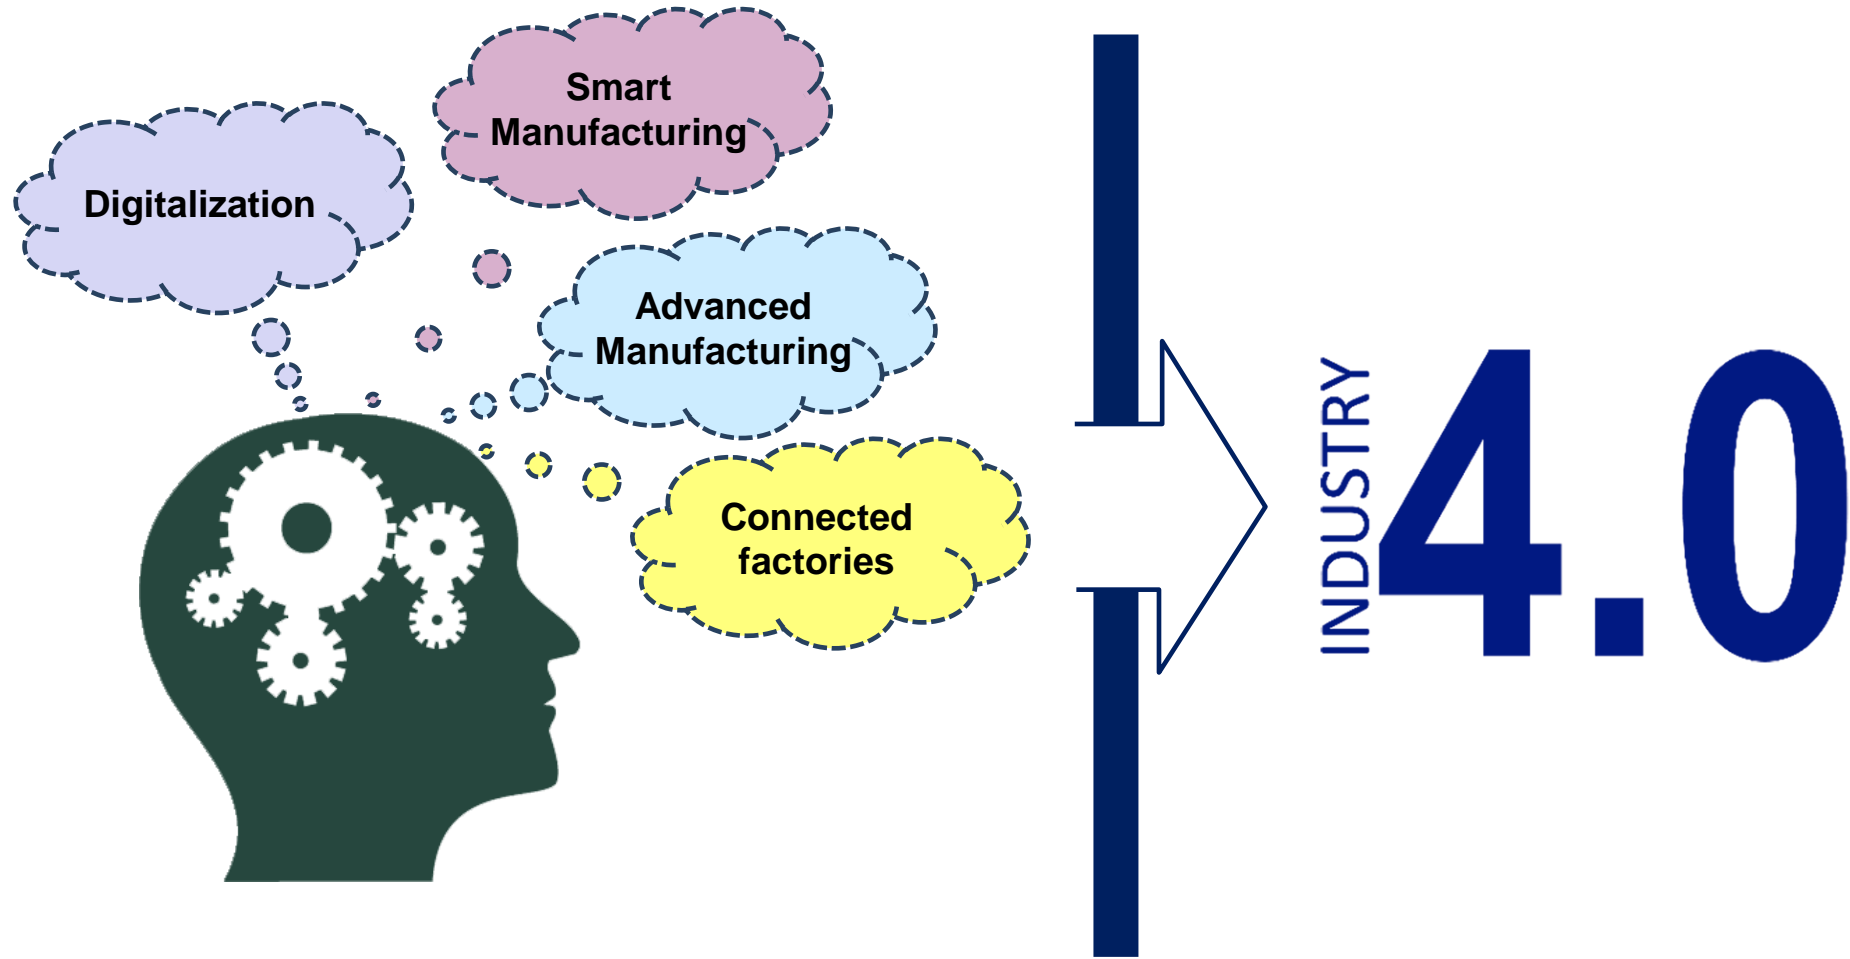 Smart
Manufacturing
Digitalization
Advanced
Manufacturing
Connected
factories
INDUSTRY
4.0